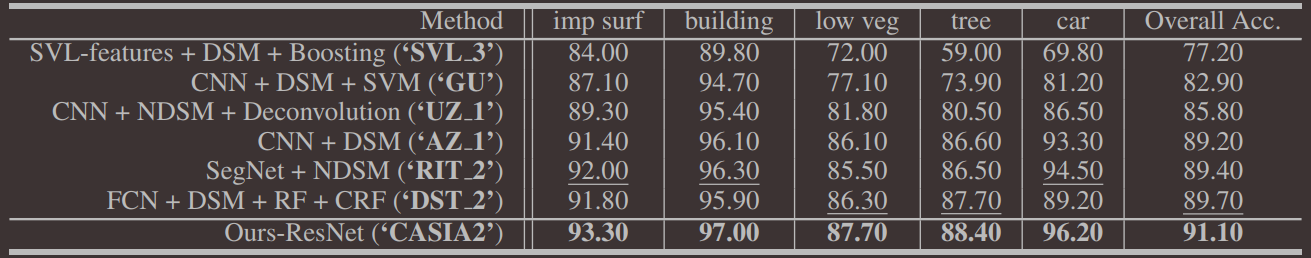 Method imp surf building low veg tree car Overall Acc.
SVL-features + DSM + Boosting (‘SVL_3’) 84.00 89.80 72.00 59.00 69.80 77.20
CNN + DSM + SVM (‘GU’) 87.10 94.70 77.10 73.90 81.20 82.90
CNN + NDSM + Deconvolution (‘UZ_1’) 89.30 95.40 81.80 80.50 86.50 85.80
CNN + DSM (‘AZ_1’) 91.40 96.10 86.10 86.60 93.30 89.20
SegNet + NDSM (‘RIT_2’) 92.00 96.30 85.50 86.50 94.50 89.40
FCN + DSM + RF + CRF (‘DST_2’) 91.80 95.90 86.30 87.70 89.20 89.70
Ours-ResNet (‘CASIA2’) 93.30 97.00 87.70 88.40 96.20 91.10